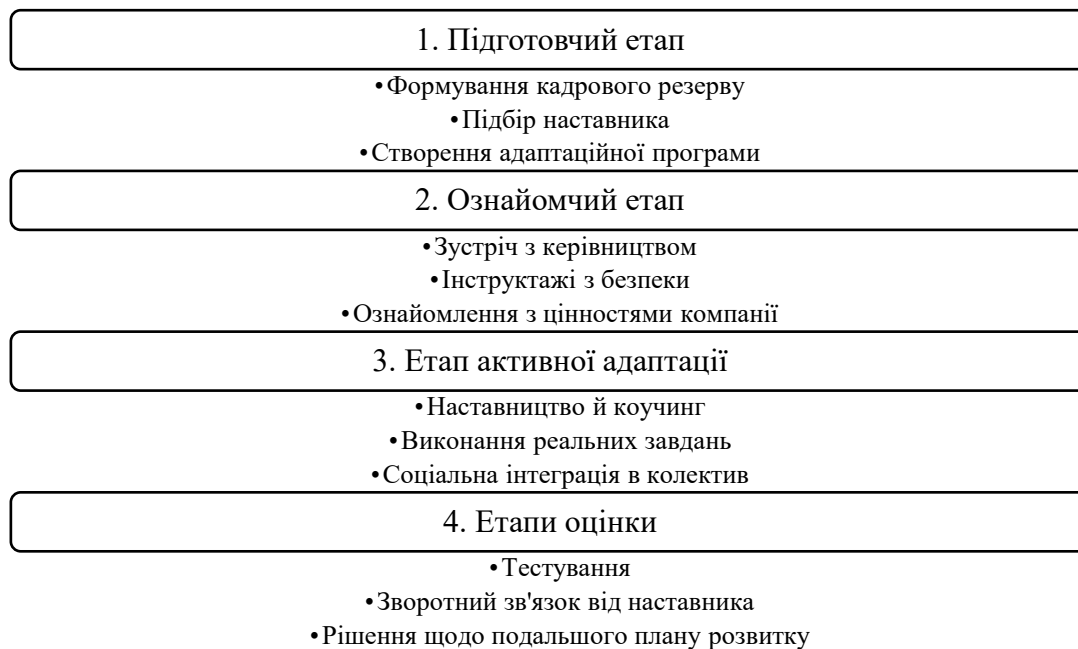 1. Підготовчий етап
•Формування кадрового резерву
•Підбір наставника
•Створення адаптаційної програми
2. Ознайомчий етап
•Зустріч з керівництвом
•Інструктажі з безпеки
•Ознайомлення з цінностями компанії
3. Етап активної адаптації
•Наставництво й коучинг
•Виконання реальних завдань
•Соціальна інтеграція в колектив
4. Етапи оцінки
•Тестування
•Зворотний зв'язок від наставника
•Рішення щодо подальшого плану розвитку